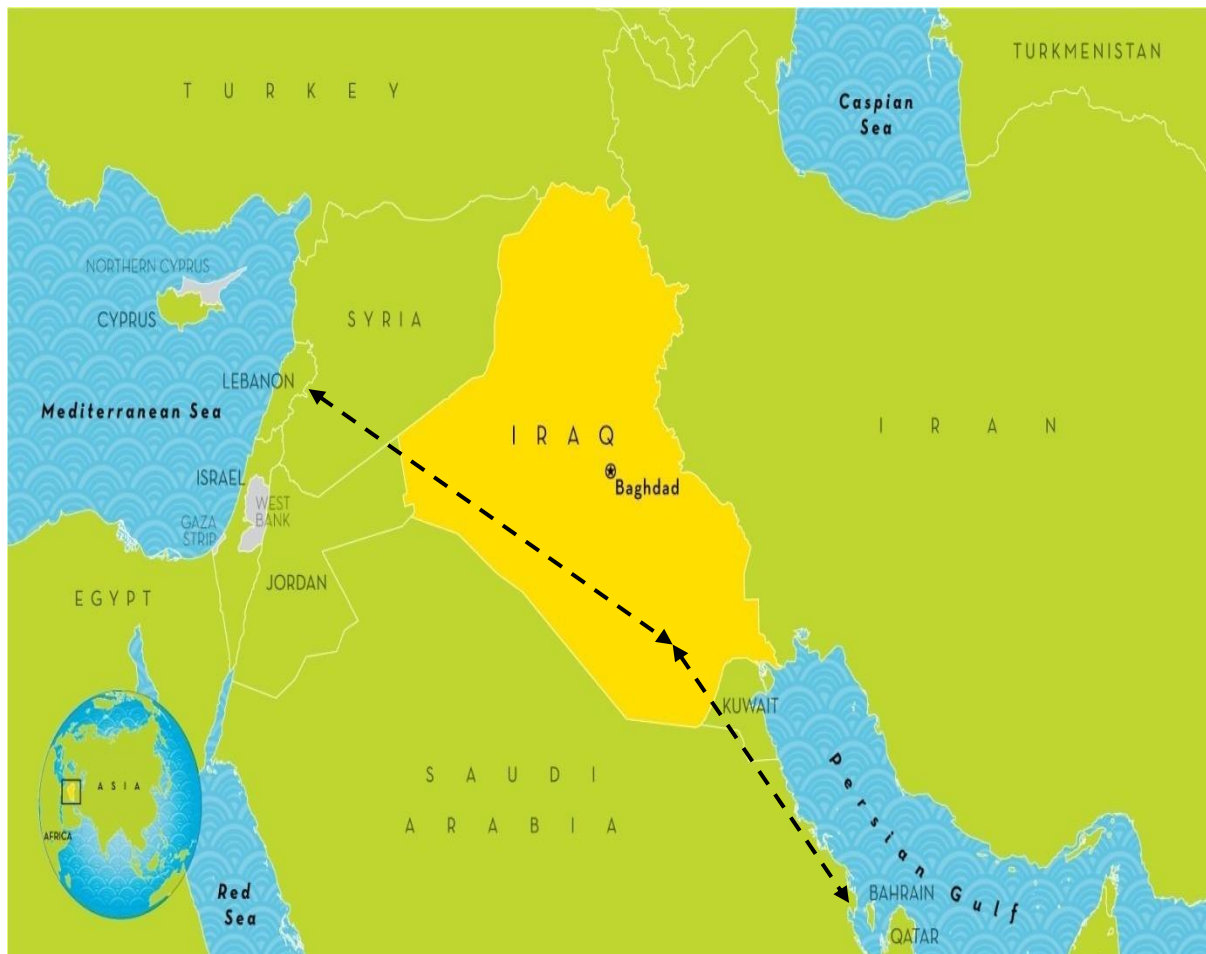 TURKMENISTAN
TURKEY
Caspian
Sea
NORTHERN CYPRUS
CYPRUS
SYRIA
LEBANON
Mediterranean Sea
IRAQ
IRAN
Baghdad
ISRAEL
WEST
BANK
GAZA
STRIP
JORDAN
EGYPT
KUWAIT
SAUDI
ARABIA
Persian Gulf
ASIA
AFRICA
Red
Sea
BAHRAIN
QATAR